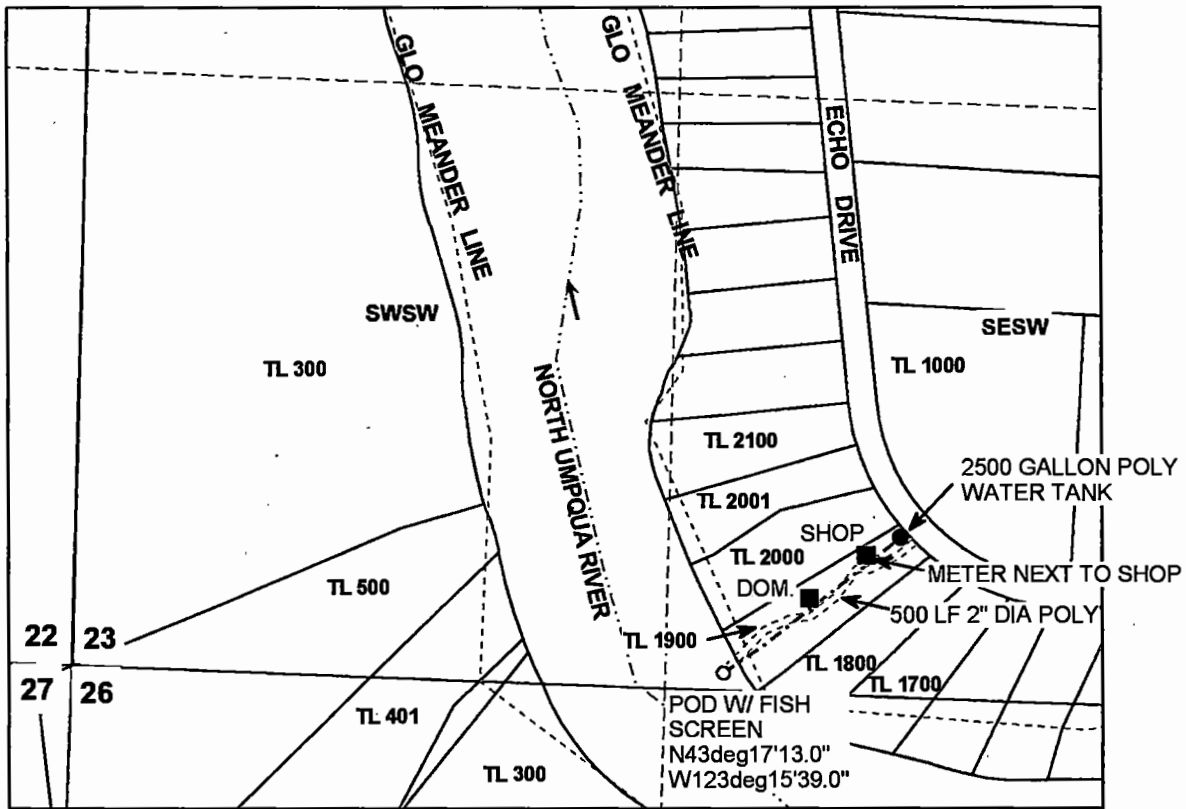 GLO MEANDER LINE
GLO MEANDER LINE
ECHO DRIVE
SWSW
SESW
TL 300
TL 1000
NORTH UMPQUA RIVER
TL 2100
2500 GALLON POLY
WATER TANK
TL 2001
SHOP
TL 2000
METER NEXT TO SHOP
DOM.
TL 500
500 LF 2" DIA POLY
22 23
TL 1900
TL 1800
TL 1700
27 26
TL 401
POD W/ FISH
SCREEN
N43deg17'13.0"
W123deg15'39.0"
TL 300